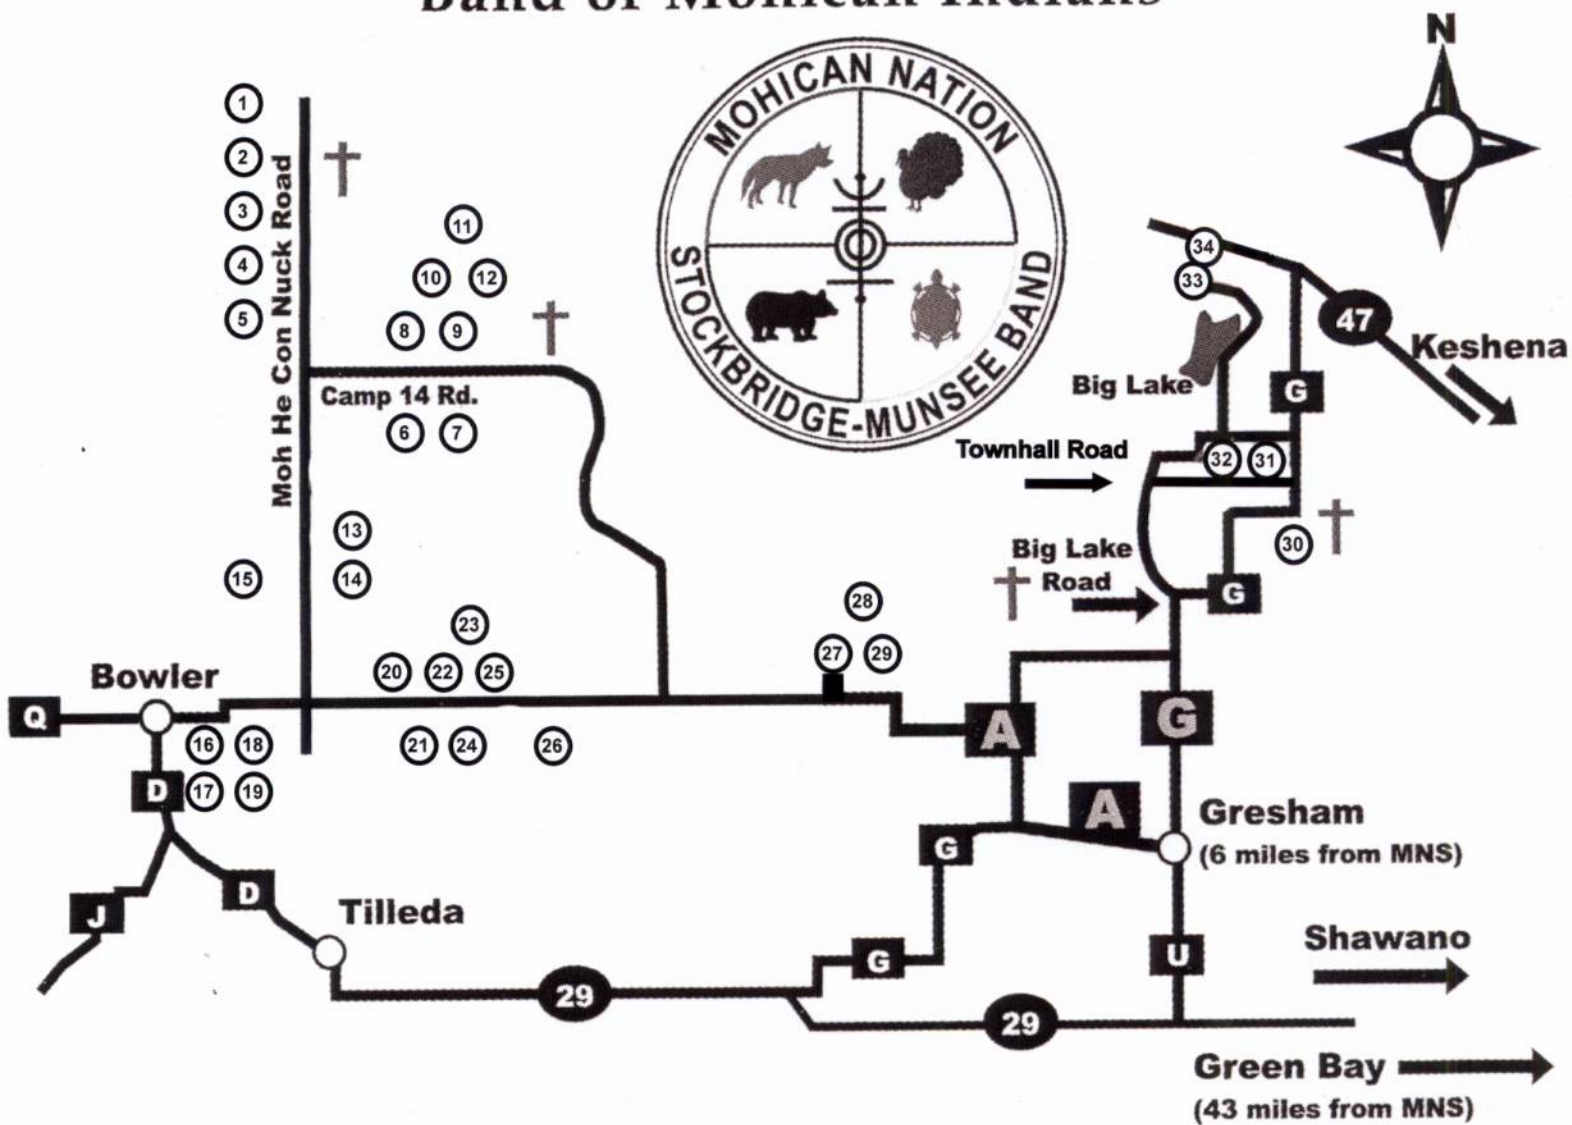 Band of Mohican Indians
N
MOHICAN NATION
STOCKBRIDGE-MUNSEE BAND
1
2
3
4
5
Moh He Con Nuck Road
11
10 12
8 9
Camp 14 Rd.
6 7
13
15 14
34
33
47
Keshena
Big Lake
G
Townhall Road
32 31
30
Big Lake
Road
G
28
27 29
23
20 22 25
Bowler
Q
16 18
17 19
21 24 26
D
A
G
A
Gresham
(6 miles from MNS)
G
D
J
Tilleda
G
U
Shawano
29
29
Green Bay
(43 miles from MNS)